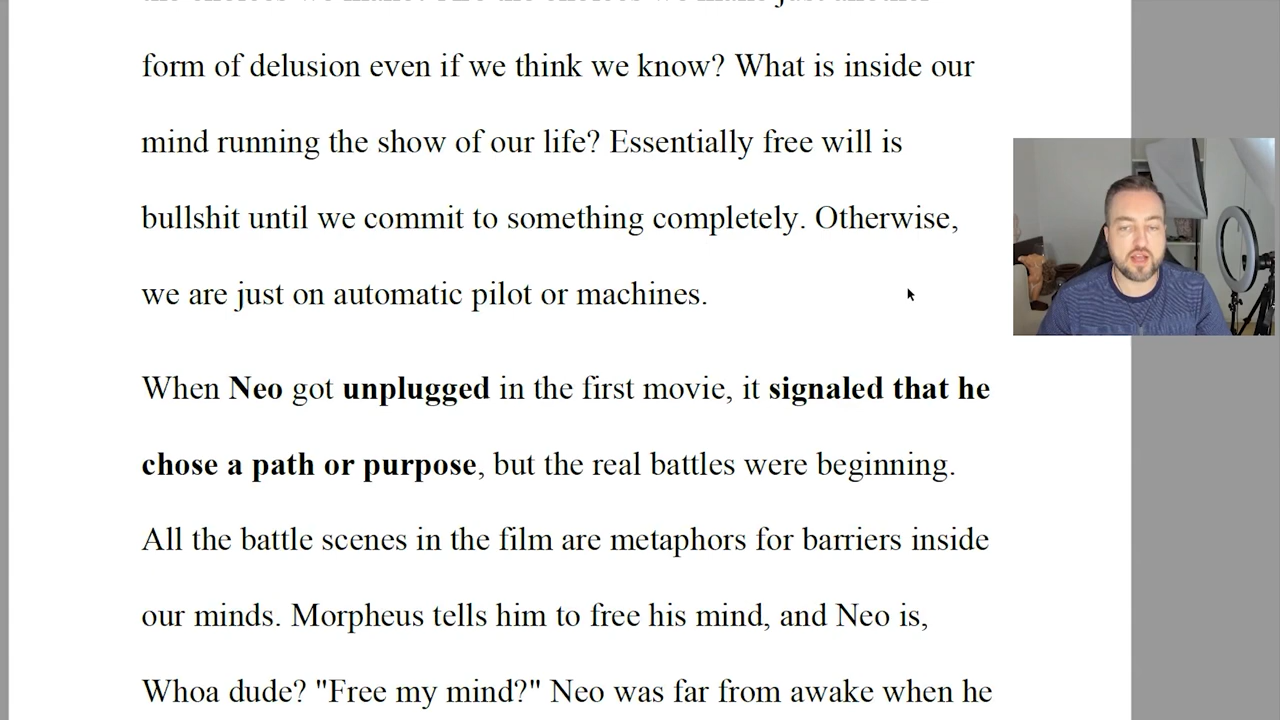 form of delusion even if we think we know? What is inside our
mind running the show of our life? Essentially free will is
bullshit until we commit to something completely. Otherwise,
we are just on automatic pilot or machines.
When Neo got unplugged in the first movie, it signaled that he
chose a path or purpose, but the real battles were beginning.
All the battle scenes in the film are metaphors for barriers inside
our minds. Morpheus tells him to free his mind, and Neo is,
Whoa dude? "Free my mind?" Neo was far from awake when he